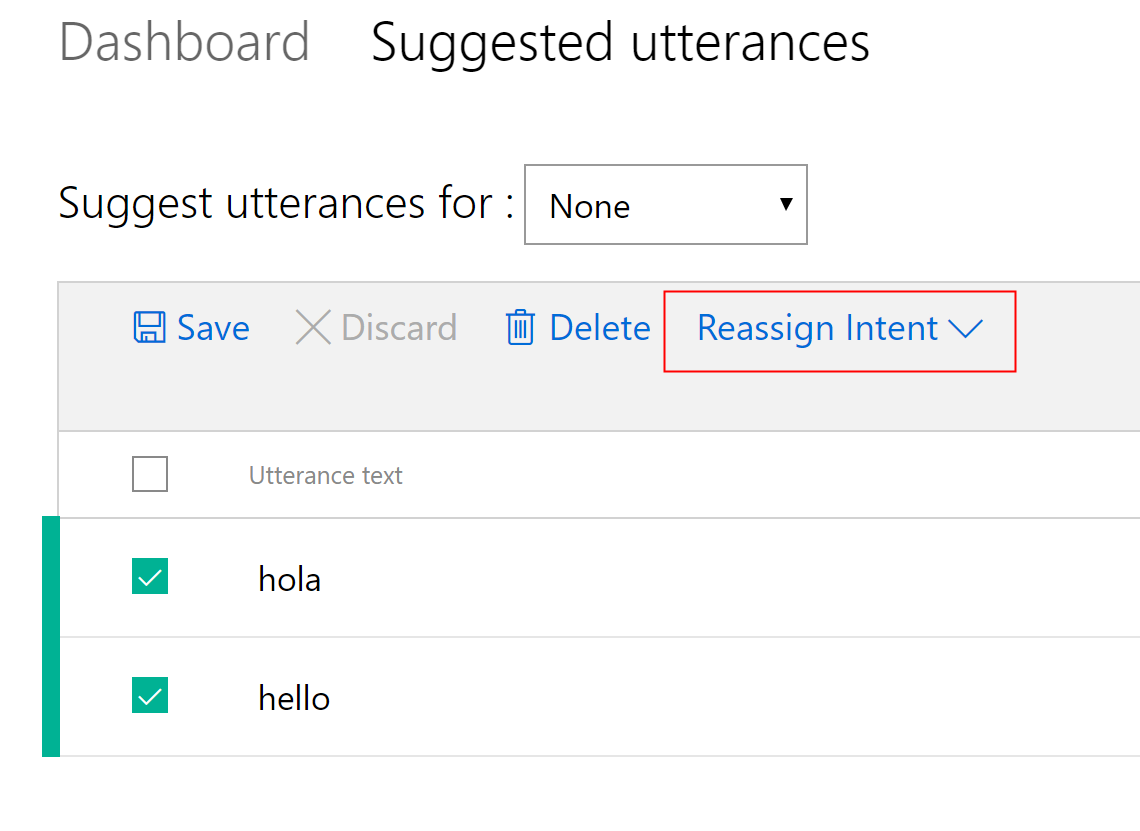 Dashboard Suggested utterances
Suggest utterances for : None
Save Discard Delete Reassign Intent
Utterance text
hola
hello